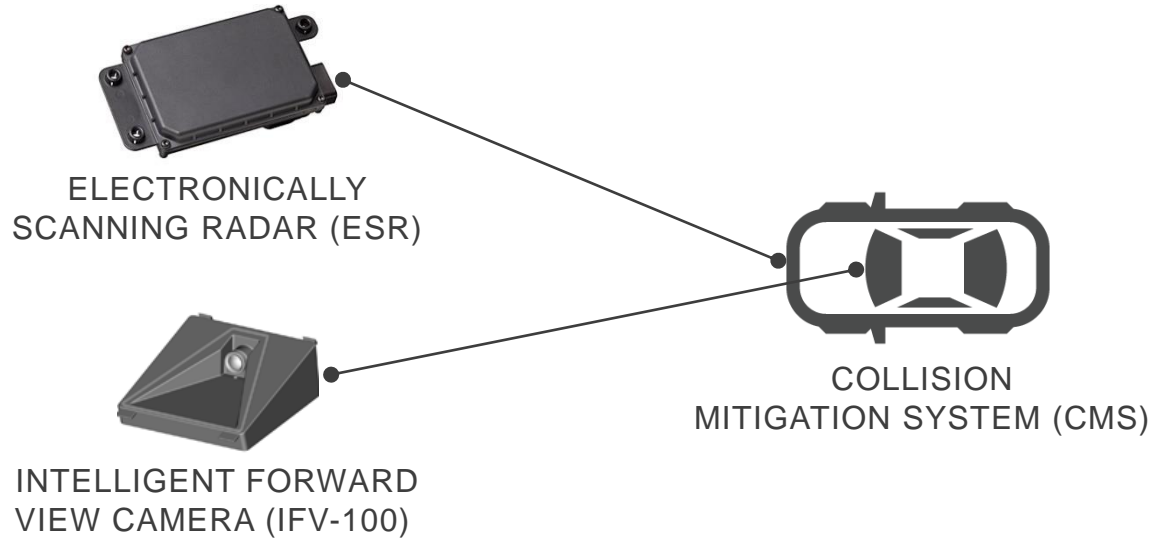 ELECTRONICALLY
SCANNING RADAR (ESR)
INTELLIGENT FORWARD
VIEW CAMERA (IFV-100)
COLLISION
MITIGATION SYSTEM (CMS)